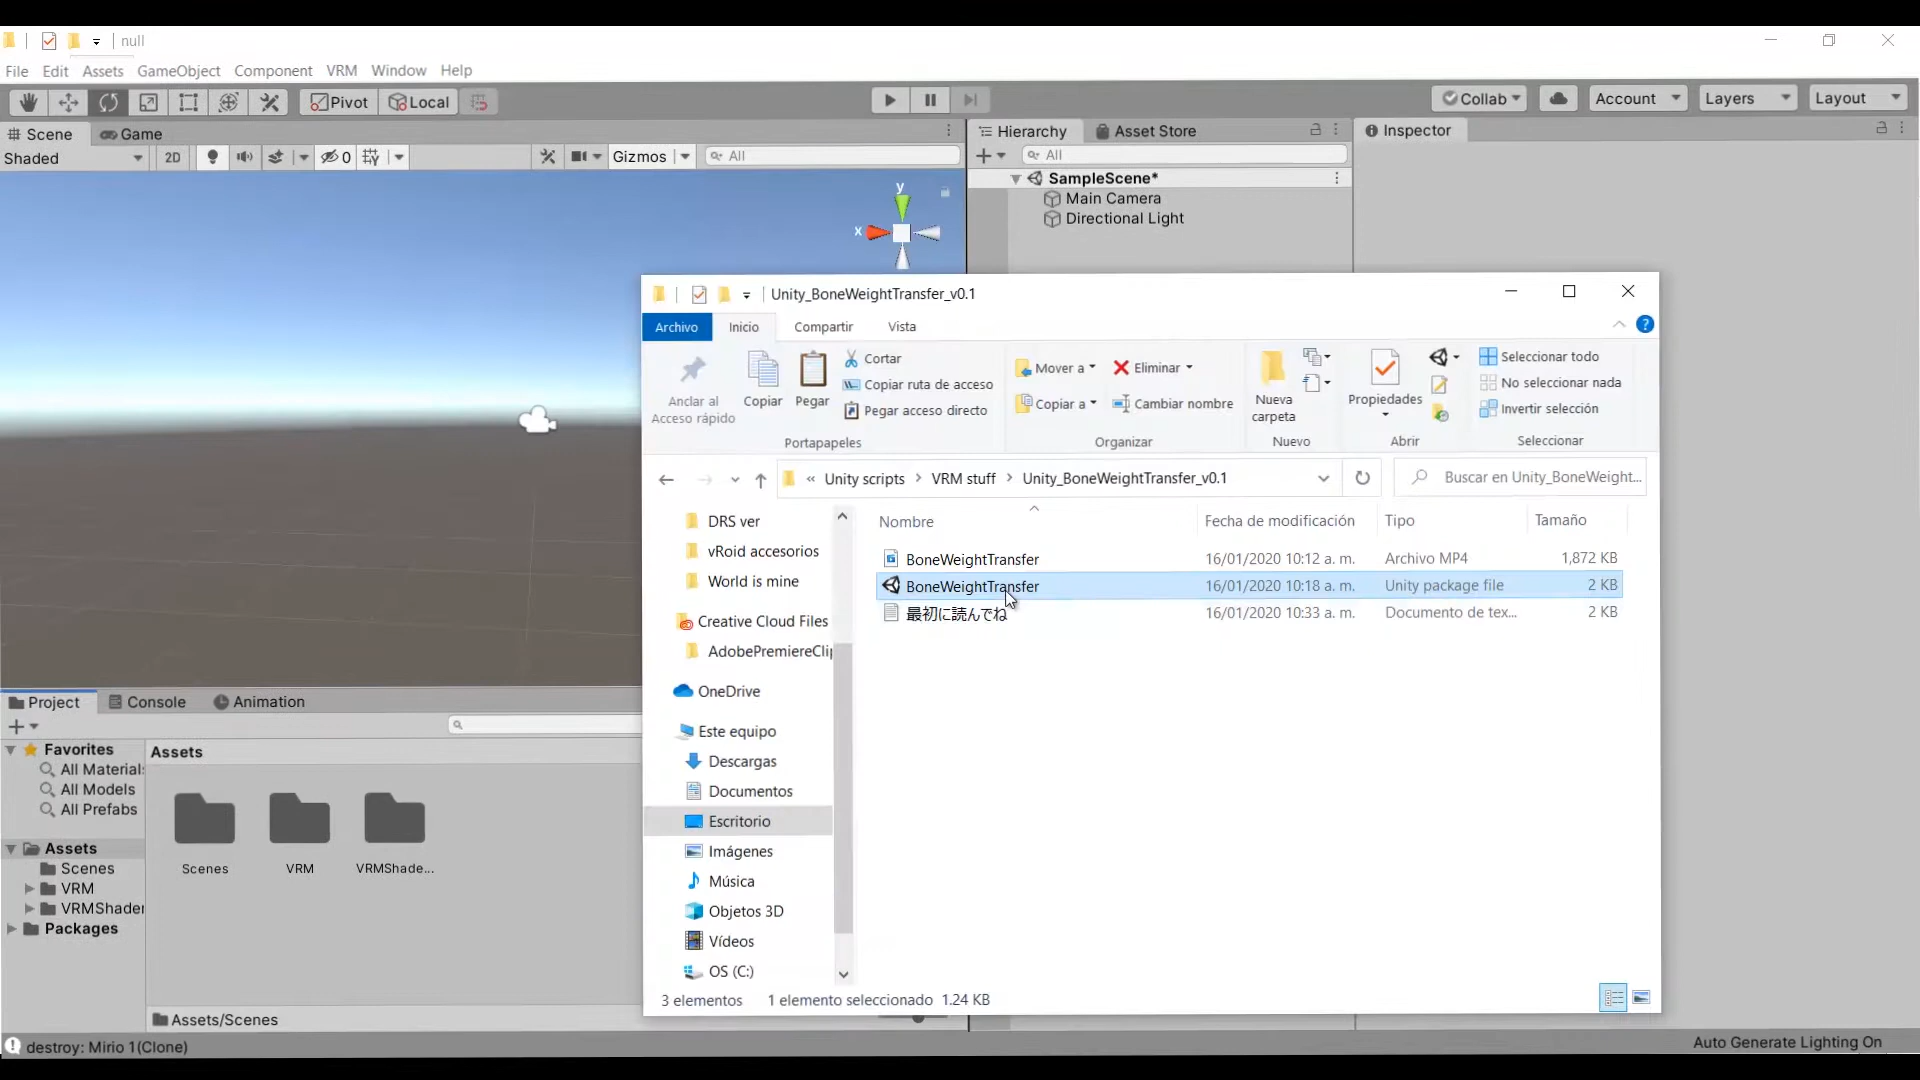 null
File Edit Assets GameObject Component VRM Window Help
Pivot Local Collab Account Layers Layout
Scene Game
Hierarchy Asset Store
Inspector
Shaded 2D 0 Gizmos All
All
SampleScene*
Main Camera
Directional Light
y
x
Unity_BoneWeightTransfer_v0.1
Archivo Inicio Compartir Vista
Anclar al
Acceso rápido
Copiar
Pegar
Cortar
Copiar ruta de acceso
Pegar acceso directo
Portapapeles
Mover a
Eliminar
Copiar a
Cambiar nombre
Organizar
Nueva
carpeta
Nuevo
Propiedades
Abrir
Seleccionar todo
No seleccionar nada
Invertir selección
Seleccionar
« Unity scripts > VRM stuff > Unity_BoneWeightTransfer_v0.1
Buscar en Unity_BoneWeight...
DRS ver
vRoid accesorios
World is mine
Creative Cloud Files
AdobePremiereClip
OneDrive
Este equipo
Descargas
Documentos
Escritorio
Imágenes
Música
Objetos 3D
Vídeos
OS (C:)
Nombre Fecha de modificación Tipo Tamaño
BoneWeightTransfer 16/01/2020 10:12 a. m. Archivo MP4 1,872 KB
BoneWeightTransfer 16/01/2020 10:18 a. m. Unity package file 2 KB
最初に読んでね 16/01/2020 10:33 a. m. Documento de tex... 2 KB
3 elementos 1 elemento seleccionado 1.24 KB
Project Console Animation
Favorites
All Materials
All Models
All Prefabs
Assets
Scenes
VRM
VRMShader
Packages
Assets
Scenes VRM VRMShade...
Assets/Scenes
destroy: Mirio 1(Clone)
Auto Generate Lighting On